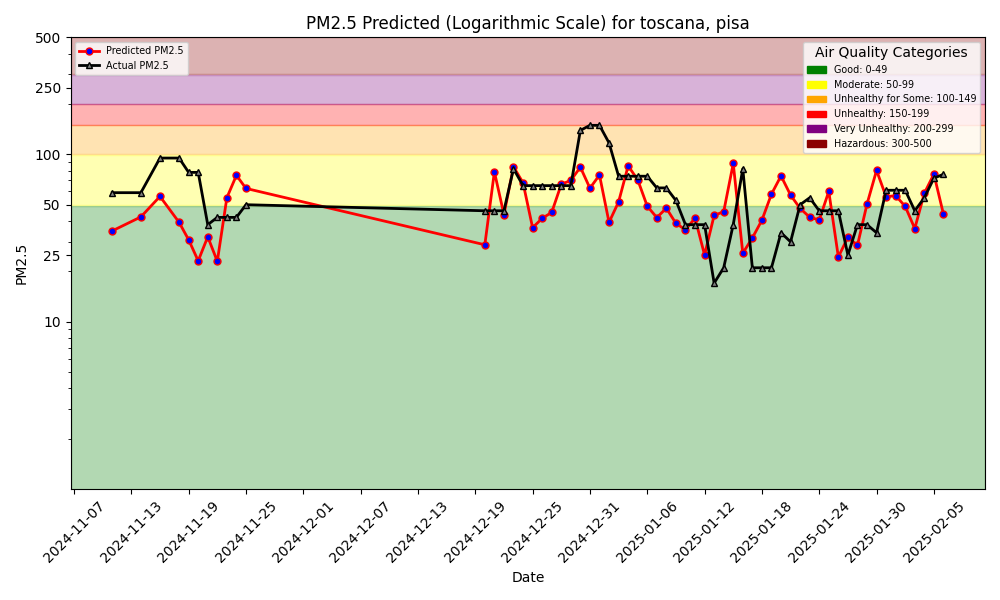 PM2.5 Predicted (Logarithmic Scale) for toscana, pisa
Predicted PM2.5
Actual PM2.5
Air Quality Categories
Good: 0-49
Moderate: 50-99
Unhealthy for Some: 100-149
Unhealthy: 150-199
Very Unhealthy: 200-299
Hazardous: 300-500
500
250
100
50
25
10
PM2.5
2024-11-07
2024-11-13
2024-11-19
2024-11-25
2024-12-01
2024-12-07
2024-12-13
2024-12-19
2024-12-25
2024-12-31
2025-01-06
2025-01-12
2025-01-18
2025-01-24
2025-01-30
2025-02-05
Date